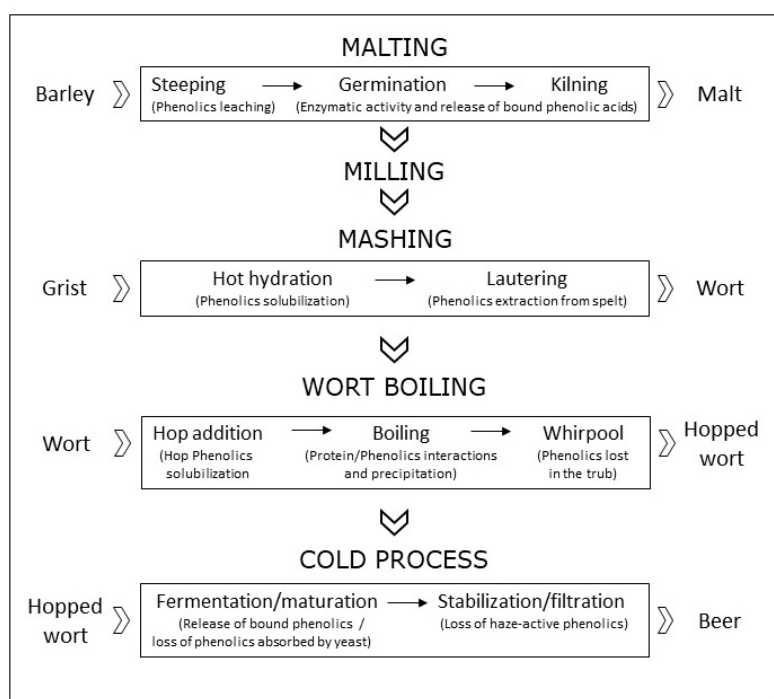 MALTING
Barley
Steeping Germination Kilning
(Phenolics leaching) (Enzymatic activity and release of bound phenolic acids)
Malt
MILLING
MASHING
Grist
Hot hydration Lautering
(Phenolics solubilization) (Phenolics extraction from spelt)
Wort
WORT BOILING
Wort
Hop addition Boiling Whirpool
(Hop Phenolics (Protein/Phenolics interactions (Phenolics lost
solubilization and precipitation) in the trub)
Hopped
wort
COLD PROCESS
Hopped
wort
Fermentation/maturation Stabilization/filtration
(Release of bound phenolics / (Loss of haze-active phenolics)
loss of phenolics absorbed by yeast)
Beer